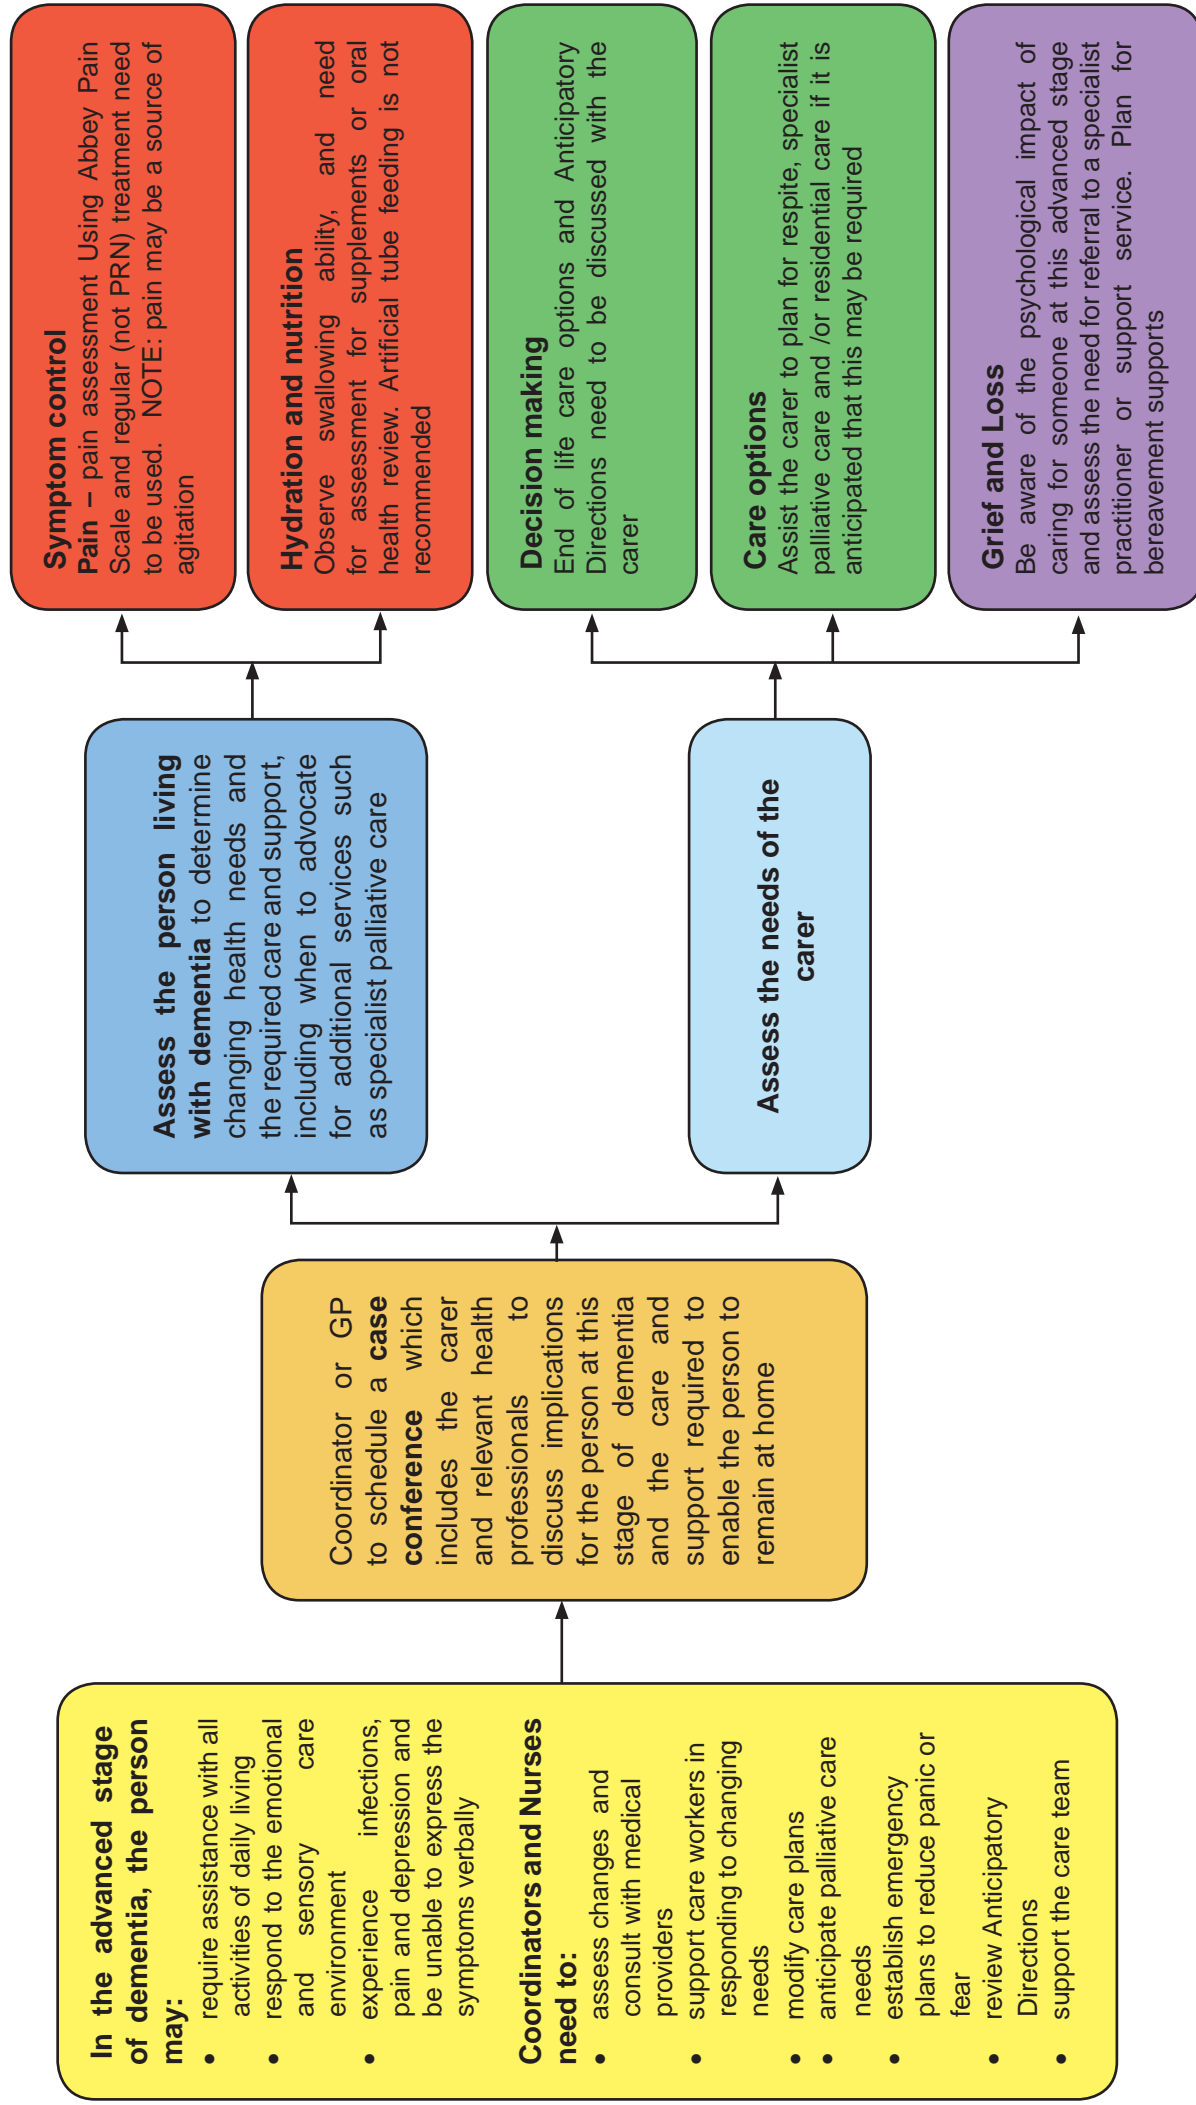 In the advanced stage
of dementia, the person
may:
• require assistance with all
activities of daily living
• respond to the emotional
and sensory care
environment
• experience infections,
pain and depression and
be unable to express the
symptoms verbally
Coordinators and Nurses
need to:
• assess changes and
consult with medical
providers
• support care workers in
responding to changing
needs
• modify care plans
• anticipate palliative care
needs
• establish emergency
plans to reduce panic or
fear
• review Anticipatory
Directions
• support the care team
Coordinator or GP
to schedule a case
conference which
includes the carer
and relevant health
professionals to
discuss implications
for the person at this
stage of dementia
and the care and
support required to
enable the person to
remain at home
Assess the person living
with dementia to determine
changing health needs and
the required care and support,
including when to advocate
for additional services such
as specialist palliative care
Assess the needs of the
carer
Symptom control
Pain – pain assessment Using Abbey Pain
Scale and regular (not PRN) treatment need
to be used. NOTE: pain may be a source of
agitation
Hydration and nutrition
Observe swallowing ability, and need
for assessment for supplements or oral
health review. Artificial tube feeding is not
recommended
Decision making
End of life care options and Anticipatory
Directions need to be discussed with the
carer
Care options
Assist the carer to plan for respite, specialist
palliative care and /or residential care if it is
anticipated that this may be required
Grief and Loss
Be aware of the psychological impact of
caring for someone at this advanced stage
and assess the need for referral to a specialist
practitioner or support service. Plan for
bereavement supports